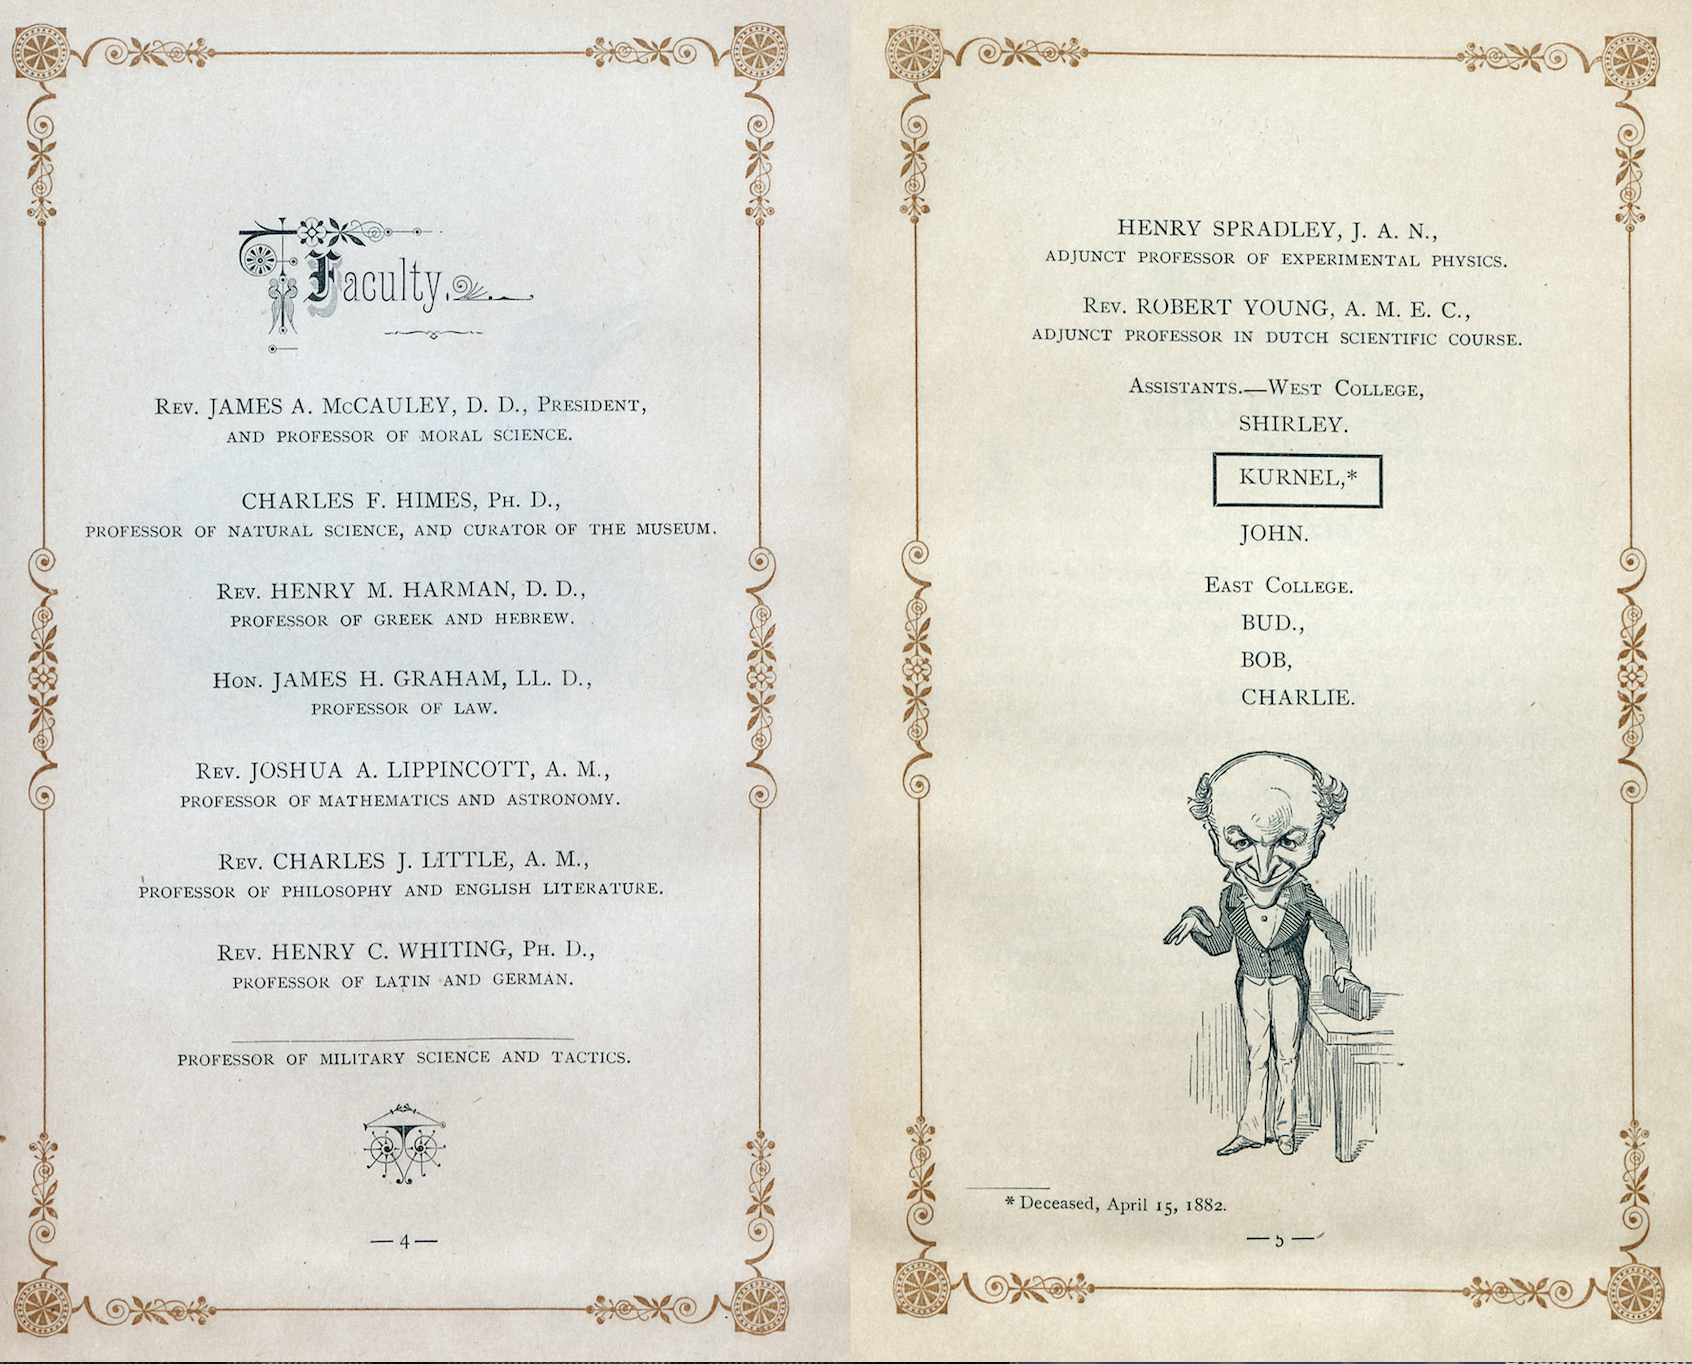 Faculty.
Rev. JAMES A. McCAULEY, D. D., President,
AND PROFESSOR OF MORAL SCIENCE.
CHARLES F. HIMES, Ph. D.,
PROFESSOR OF NATURAL SCIENCE, AND CURATOR OF THE MUSEUM.
Rev. HENRY M. HARMAN, D. D.,
PROFESSOR OF GREEK AND HEBREW.
Hon. JAMES H. GRAHAM, LL. D.,
PROFESSOR OF LAW.
Rev. JOSHUA A. LIPPINCOTT, A. M.,
PROFESSOR OF MATHEMATICS AND ASTRONOMY.
Rev. CHARLES J. LITTLE, A. M.,
PROFESSOR OF PHILOSOPHY AND ENGLISH LITERATURE.
Rev. HENRY C. WHITING, Ph. D.,
PROFESSOR OF LATIN AND GERMAN.
PROFESSOR OF MILITARY SCIENCE AND TACTICS.
—4—
HENRY SPRADLEY, J. A. N.,
ADJUNCT PROFESSOR OF EXPERIMENTAL PHYSICS.
Rev. ROBERT YOUNG, A. M. E. C.,
ADJUNCT PROFESSOR IN DUTCH SCIENTIFIC COURSE.
Assistants.—West College,
SHIRLEY.
KURNEL,*
JOHN.
East College.
BUD.,
BOB,
CHARLIE.
* Deceased, April 15, 1882.
—5—